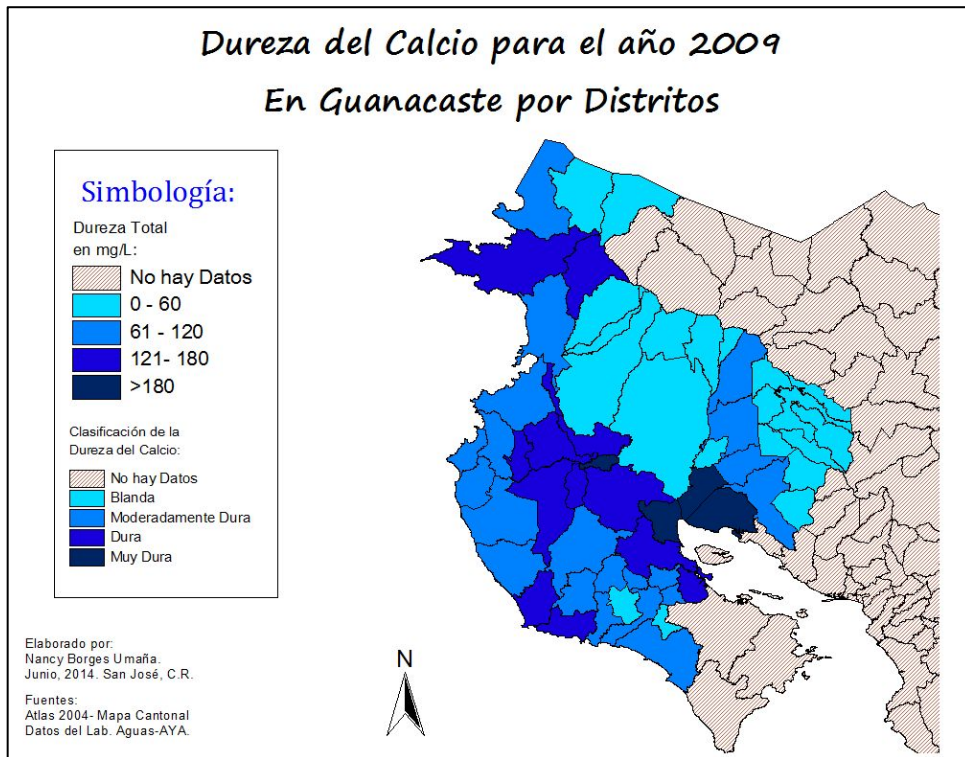 Dureza del Calcio para el año 2009
En Guanacaste por Distritos
Simbología:
Dureza Total
en mg/L:
No hay Datos
0 - 60
61 - 120
121- 180
>180
Clasificación de la
Dureza del Calcio:
No hay Datos
Blanda
Moderadamente Dura
Dura
Muy Dura
Elaborado por:
Nancy Borges Umaña.
Junio, 2014. San José, C.R.
Fuentes:
Atlas 2004- Mapa Cantonal
Datos del Lab. Aguas-AYA.
N